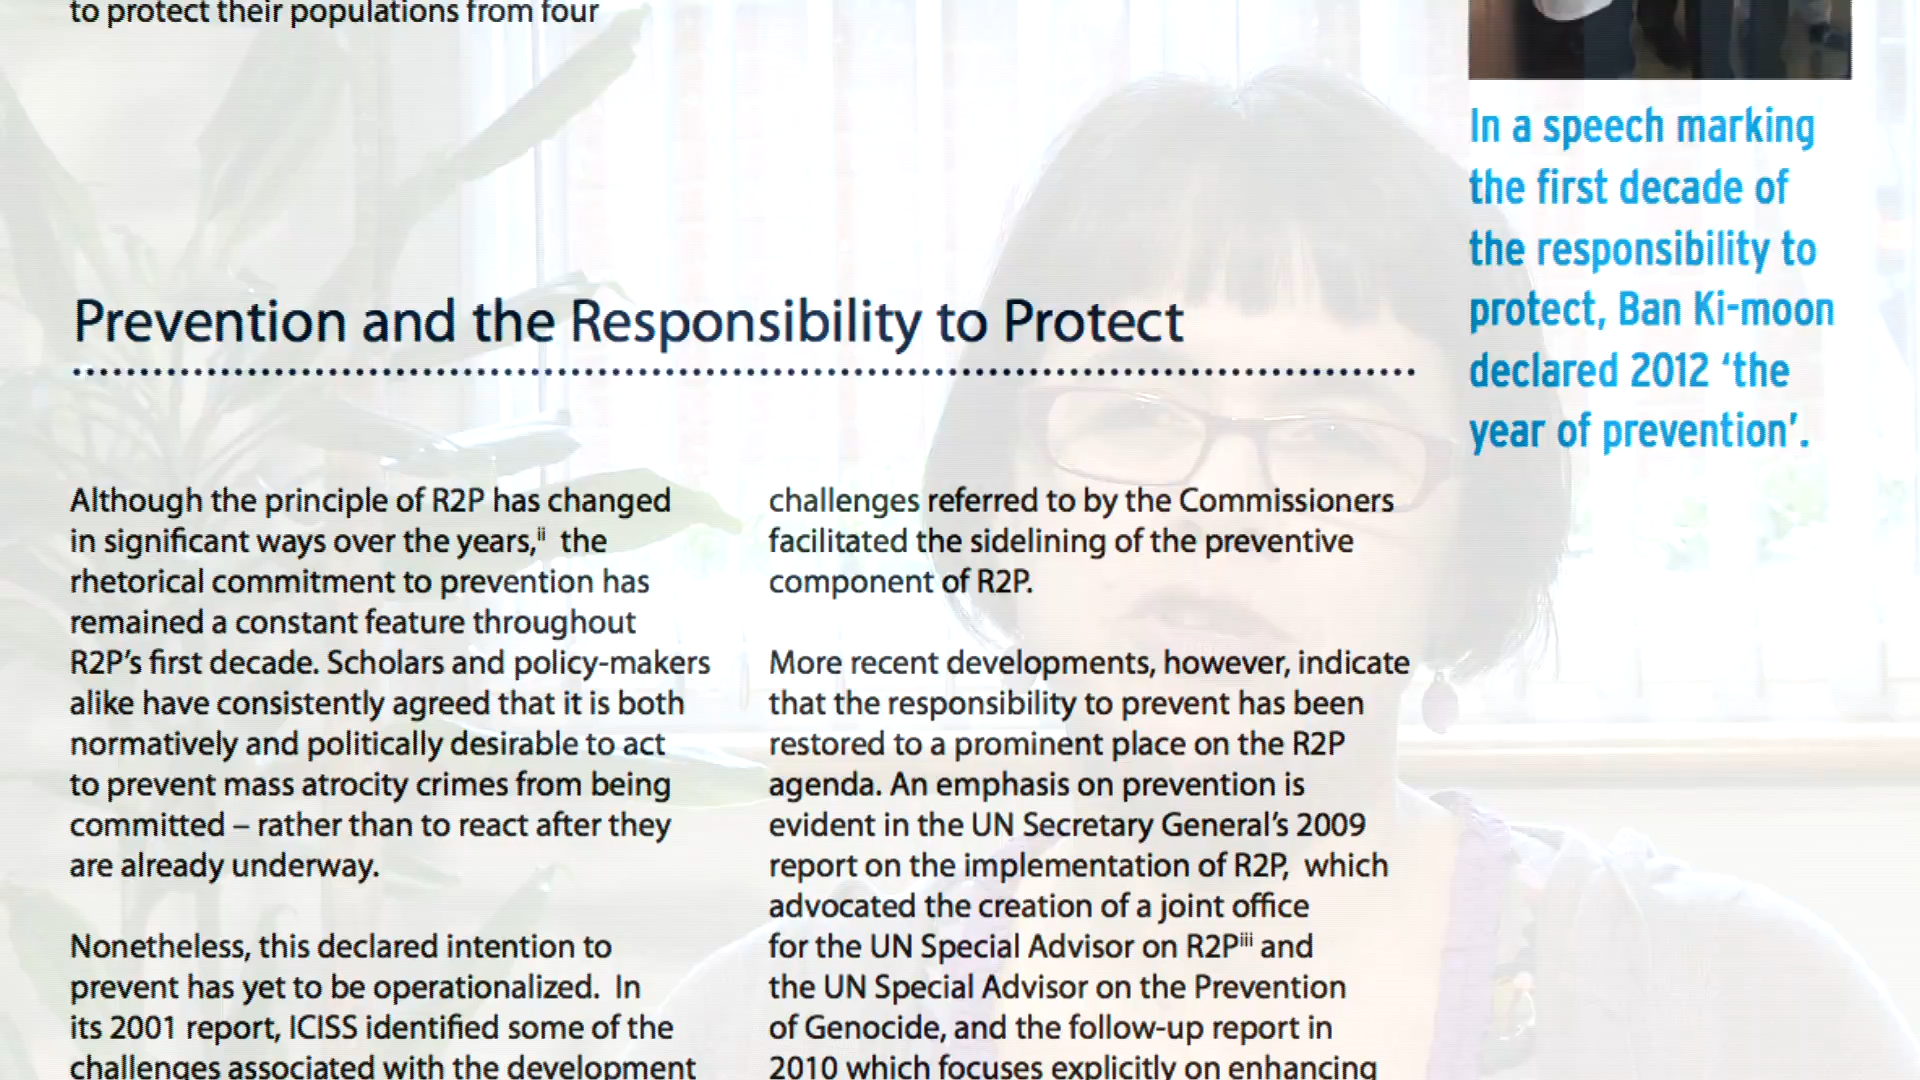 to protect their populations from four
In a speech marking
the first decade of
the responsibility to
protect, Ban Ki-moon
declared 2012 ‘the
year of prevention’.
Prevention and the Responsibility to Protect
Although the principle of R2P has changed
in significant ways over the years,ii the
rhetorical commitment to prevention has
remained a constant feature throughout
R2P’s first decade. Scholars and policy-makers
alike have consistently agreed that it is both
normatively and politically desirable to act
to prevent mass atrocity crimes from being
committed – rather than to react after they
are already underway.
Nonetheless, this declared intention to
prevent has yet to be operationalized. In
its 2001 report, ICISS identified some of the
challenges associated with the development
challenges referred to by the Commissioners
facilitated the sidelining of the preventive
component of R2P.
More recent developments, however, indicate
that the responsibility to prevent has been
restored to a prominent place on the R2P
agenda. An emphasis on prevention is
evident in the UN Secretary General’s 2009
report on the implementation of R2P, which
advocated the creation of a joint office
for the UN Special Advisor on R2Piii and
the UN Special Advisor on the Prevention
of Genocide, and the follow-up report in
2010 which focuses explicitly on enhancing